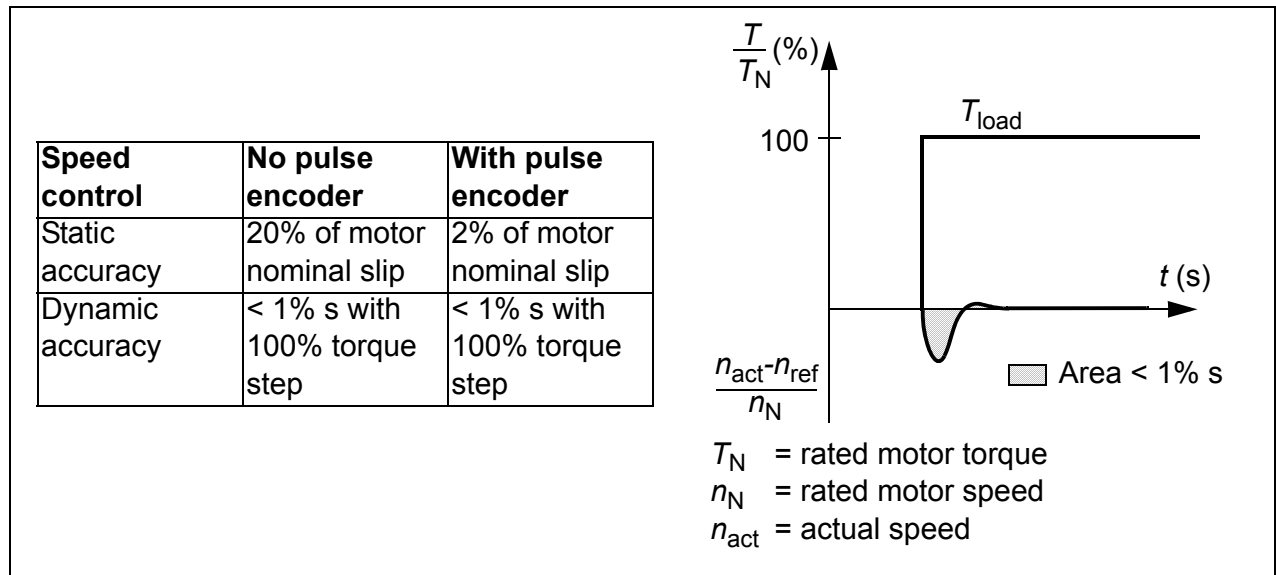 Speed control
No pulse encoder
With pulse encoder
Static accuracy
20% of motor nominal slip
2% of motor nominal slip
Dynamic accuracy
< 1% s with 100% torque step
< 1% s with 100% torque step
T
TN
(%)
100
Tload
t (s)
nact-nref
nN
Area < 1% s
TN = rated motor torque
nN = rated motor speed
nact = actual speed